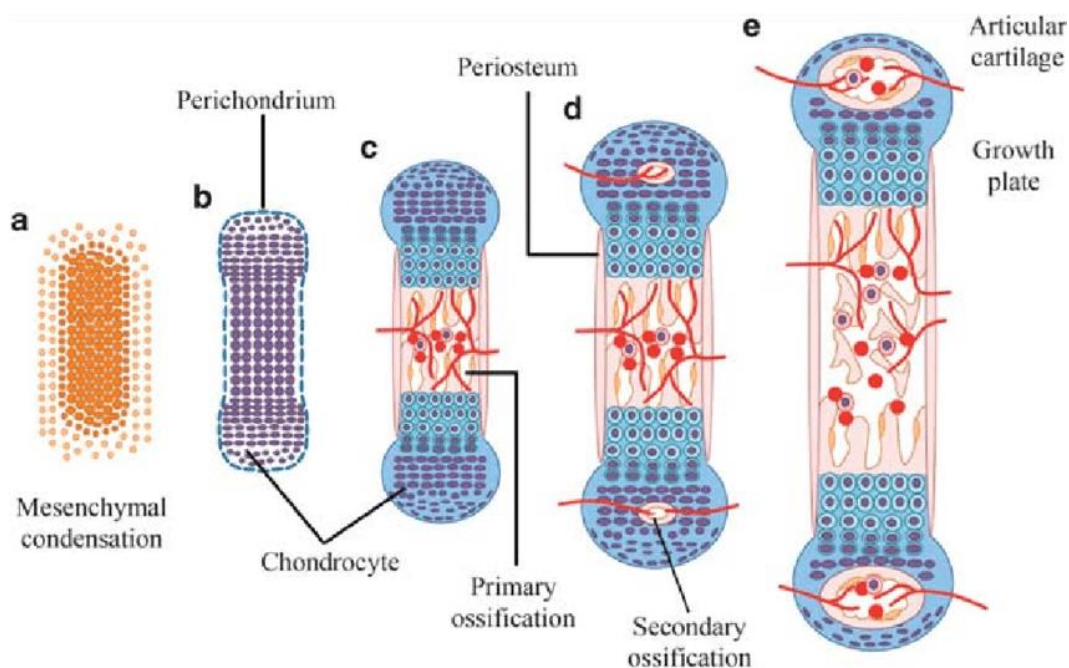 a
Mesenchymal
condensation
b
Perichondrium
Chondrocyte
c
Primary
ossification
Periosteum
d
Secondary
ossification
e
Articular
cartilage
Growth
plate